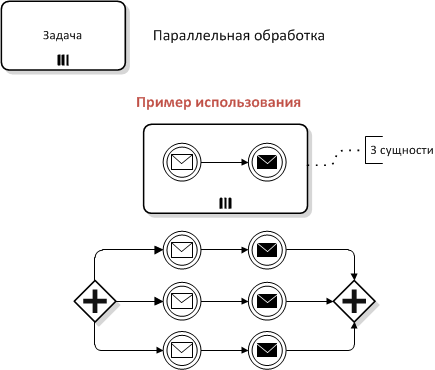 Задача
Параллельная обработка
Пример использования
3 сущности